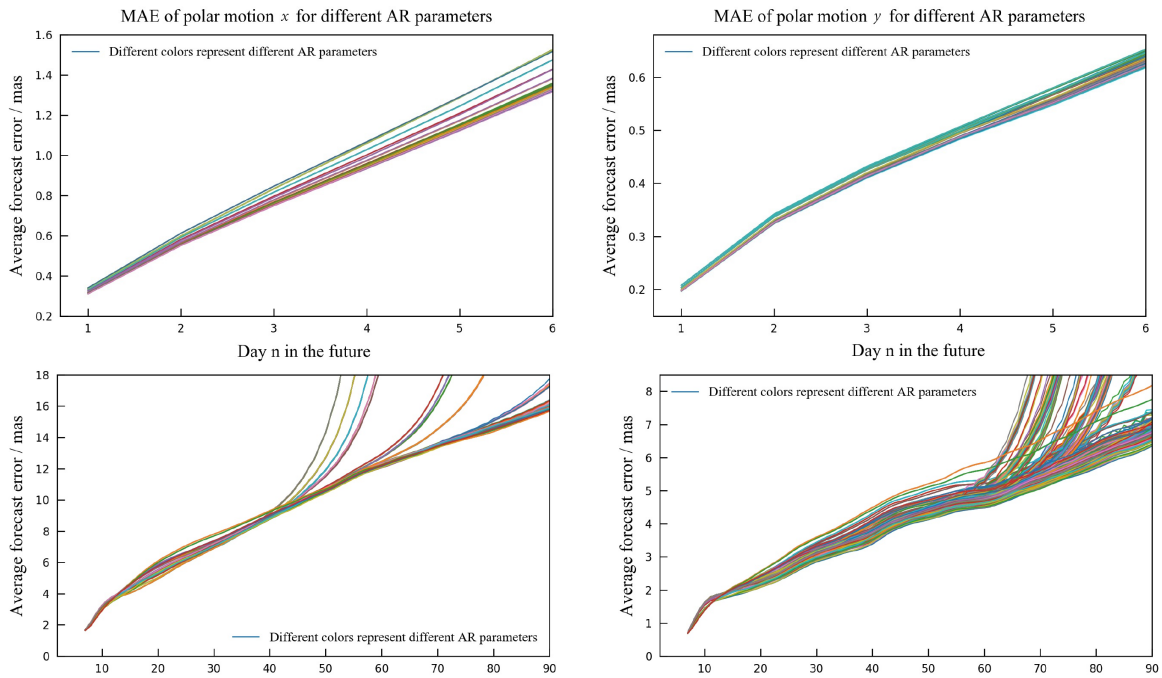 MAE of polar motion x for different AR parameters
Average forecast error / mas
1.6
1.4
1.2
1.0
0.8
0.6
0.4
0.2
Different colors represent different AR parameters
1 2 3 4 5 6
Day n in the future
MAE of polar motion y for different AR parameters
Average forecast error / mas
0.6
0.5
0.4
0.3
0.2
Different colors represent different AR parameters
1 2 3 4 5 6
Day n in the future
Average forecast error / mas
18
16
14
12
10
8
6
4
2
0
Different colors represent different AR parameters
10 20 30 40 50 60 70 80 90
Average forecast error / mas
8
7
6
5
4
3
2
1
0
Different colors represent different AR parameters
10 20 30 40 50 60 70 80 90